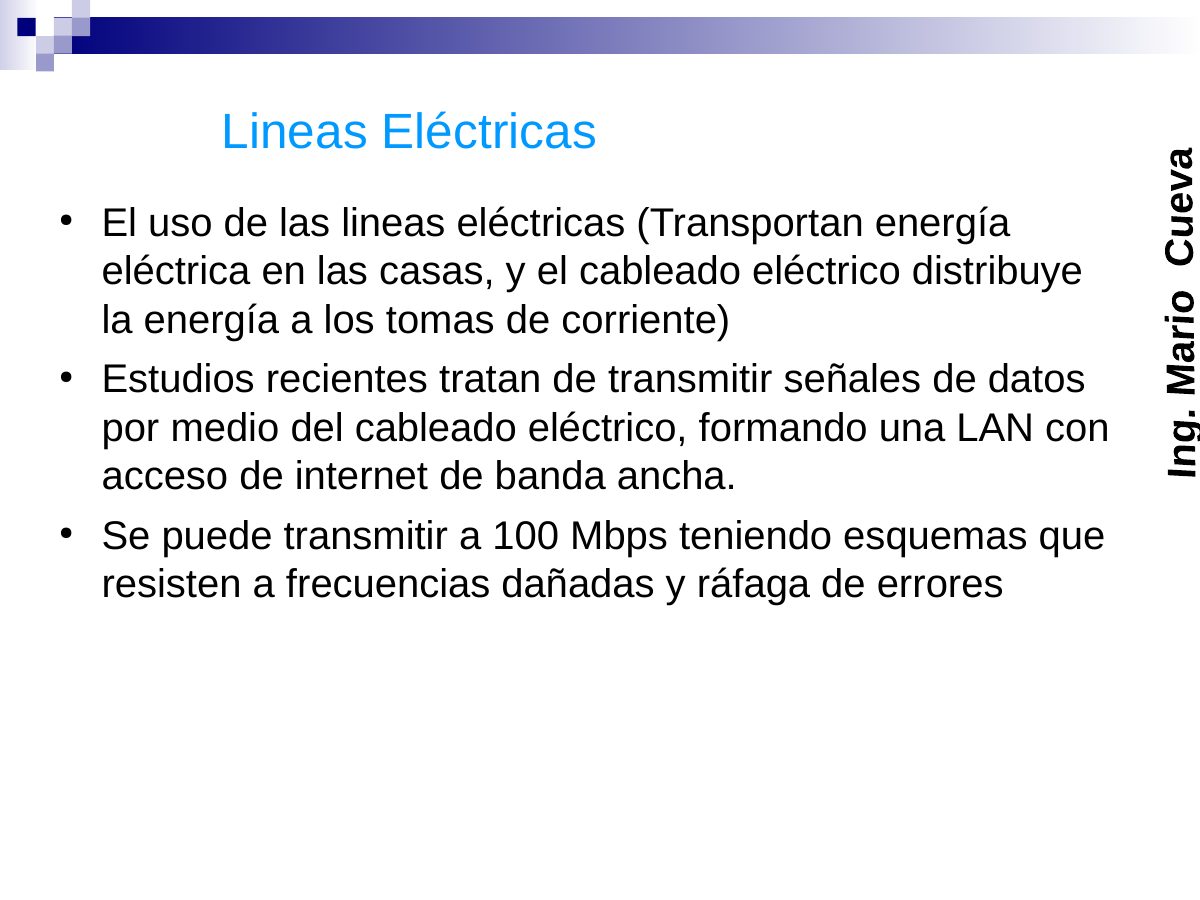 Lineas Eléctricas
• El uso de las lineas eléctricas (Transportan energía
eléctrica en las casas, y el cableado eléctrico distribuye
la energía a los tomas de corriente)
• Estudios recientes tratan de transmitir señales de datos
por medio del cableado eléctrico, formando una LAN con
acceso de internet de banda ancha.
• Se puede transmitir a 100 Mbps teniendo esquemas que
resisten a frecuencias dañadas y ráfaga de errores
Ing. Mario Cueva